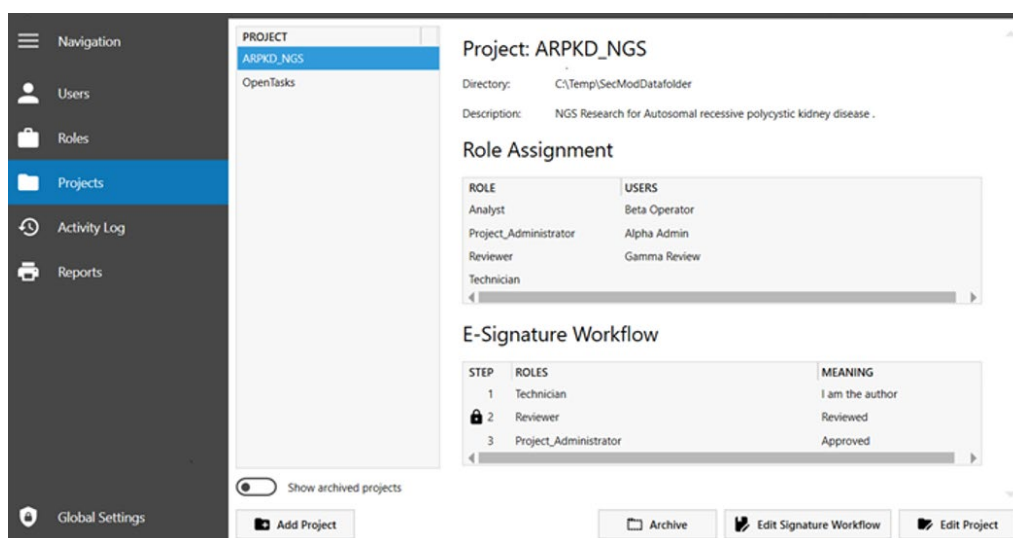 Navigation
Users
Roles
Projects
Activity Log
Reports
Global Settings
PROJECT
ARPKD_NGS
OpenTasks
Show archived projects
Add Project
Project: ARPKD_NGS
Directory: C:\Temp\SecModDatafolder
Description: NGS Research for Autosomal recessive polycystic kidney disease .
Role Assignment
ROLE USERS
Analyst Beta Operator
Project_Administrator Alpha Admin
Reviewer Gamma Review
Technician
E-Signature Workflow
STEP ROLES MEANING
1 Technician I am the author
2 Reviewer Reviewed
3 Project_Administrator Approved
Archive Edit Signature Workflow Edit Project